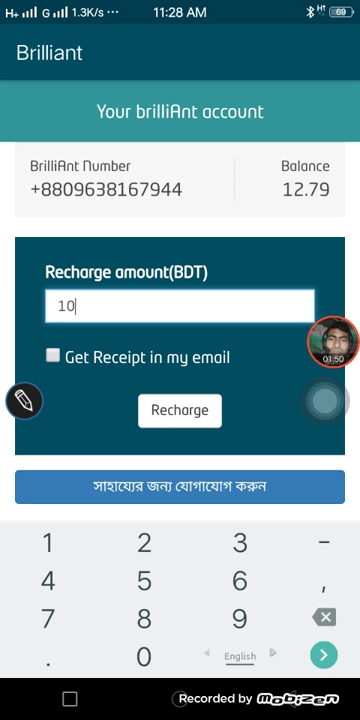 H+ G 1.3K/s ··· 11:28 AM HT 69
Brilliant
Your brilliAnt account
BrilliAnt Number Balance
+8809638167944 12.79
Recharge amount(BDT)
10
01:50
Get Receipt in my email
Recharge
সাহায্যের জন্য যোগাযোগ করুন
1 2 3 −
4 5 6 ,
7 8 9
. 0 English
Recorded by MOBIZEN